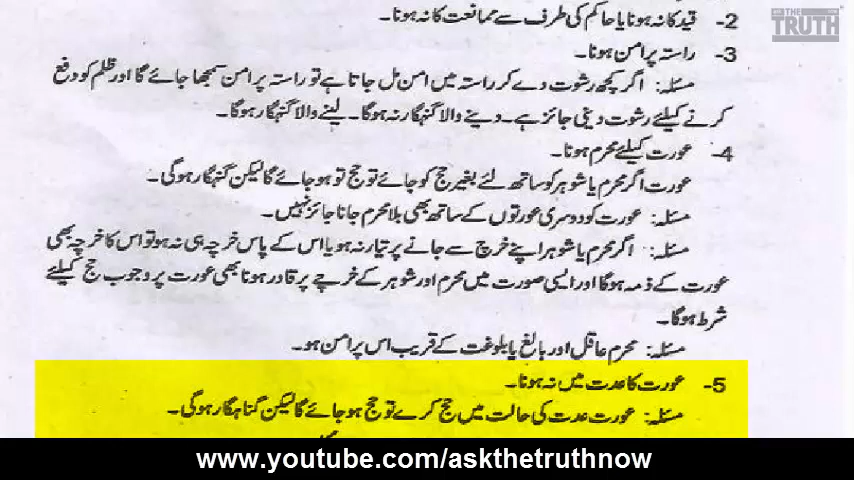 THE
TRUTH
2- قید کا نہ ہونا یا حاکم کی طرف سے ممانعت کا نہ ہونا۔
3- راستہ پر امن ہونا۔
مسئلہ: اگر کچھ رشوت دے کر راستہ میں امن مل جاتا ہے تو راستہ پر امن سمجھا جائے گا اور ظلم کو دفع
کرنے کیلئے رشوت دینی جائز ہے۔ دینے والا گنہگار نہ ہوگا۔ لینے والا گنہگار ہوگا۔
4- عورت کیلئے محرم ہونا۔
عورت اگر محرم یا شوہر کو ساتھ لئے بغیر حج کو جائے تو حج تو ہو جائے گا لیکن گنہگار ہوگی۔
مسئلہ: عورت کو دوسری عورتوں کے ساتھ بھی بلا محرم جانا جائز نہیں۔
مسئلہ: اگر محرم یا شوہر اپنے خرچ سے جانے پر تیار نہ ہو یا اس کے پاس خرچہ ہی نہ ہو تو اس کا خرچہ بھی
عورت کے ذمہ ہوگا اور ایسی صورت میں محرم اور شوہر کے خرچے پر قادر ہونا بھی عورت پر وجوب حج کیلئے
شرط ہوگا۔
مسئلہ: محرم عاقل اور بالغ یا بلوغت کے قریب اس پر امن ہو۔
5- عورت کا عدت میں نہ ہونا۔
مسئلہ: عورت عدت کی حالت میں حج کرے تو حج ہو جائے گا لیکن گناہگار ہوگی۔
www.youtube.com/askthetruthnow